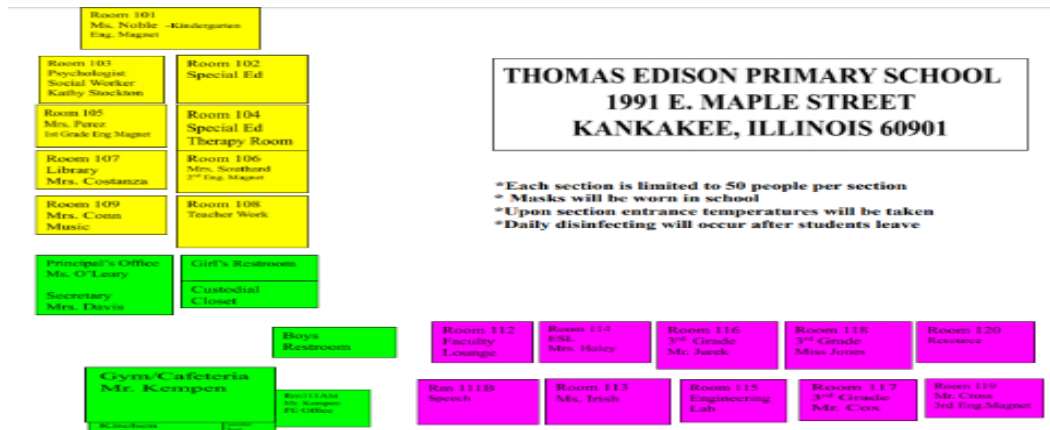 Room 101
Ms. Noble -Kindergarten
Eng. Magnet
Room 103
Psychologist
Social Worker
Kathy Stockton
Room 102
Special Ed
THOMAS EDISON PRIMARY SCHOOL
1991 E. MAPLE STREET
KANKAKEE, ILLINOIS 60901
Room 105
Mrs. Perez
1st Grade Eng Magnet
Room 104
Special Ed
Therapy Room
Room 107
Library
Mrs. Costanza
Room 106
Mrs. Southard
2nd Eng. Magnet
*Each section is limited to 50 people per section
* Masks will be worn in school
*Upon section entrance temperatures will be taken
*Daily disinfecting will occur after students leave
Room 109
Mrs. Conn
Music
Room 108
Teacher Work
Principal's Office
Ms. O'Leary
Secretary
Mrs. Davis
Girl's Restroom
Custodial
Closet
Boys
Restroom
Room 112
Faculty
Lounge
Room 114
ESL
Mrs. Haley
Room 116
3rd Grade
Mr. Jarek
Room 118
3rd Grade
Miss Jones
Room 120
Resource
Gym/Cafeteria
Mr. Kempen
Rm111AM
Mr. Kempen
PE Office
Kitchen
Rm 111B
Speech
Room 113
Ms. Irish
Room 115
Engineering
Lab
Room 117
3rd Grade
Mr. Cox
Room 119
Mr. Cross
3rd. Eng.Magnet